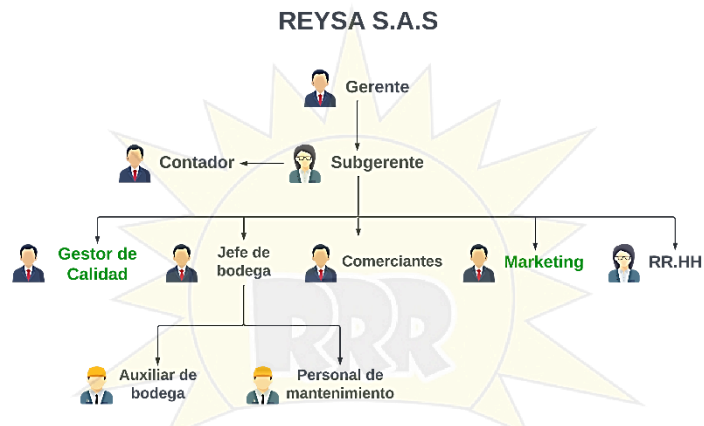 REYSA S.A.S
Gerente
Contador
Subgerente
Gestor de
Calidad
Jefe de
bodega
Comerciantes
Marketing
RR.HH
RRR
Auxiliar de
bodega
Personal de
mantenimiento